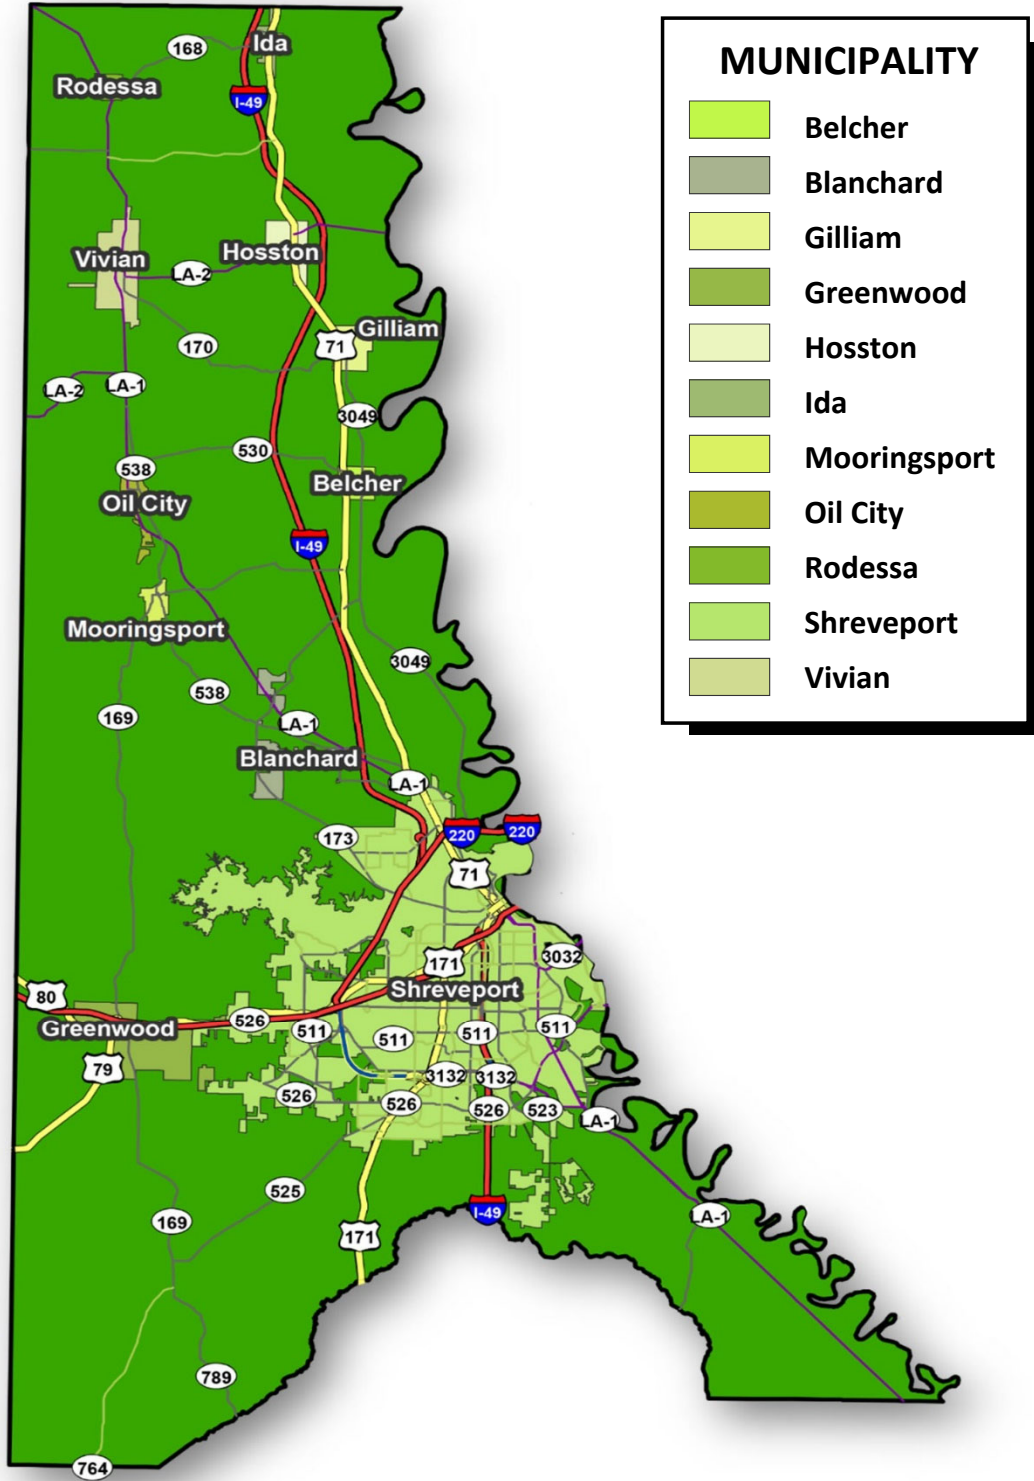 MUNICIPALITY
Belcher
Blanchard
Gilliam
Greenwood
Hosston
Ida
Mooringsport
Oil City
Rodessa
Shreveport
Vivian
168
Ida
Rodessa
I-49
Vivian
Hosston
LA-2
170
71
Gilliam
LA-2
LA-1
3049
538
530
Oil City
Belcher
I-49
Mooringsport
3049
538
169
LA-1
Blanchard
LA-1
173
220
220
71
171
3032
80
Shreveport
Greenwood
526
511
511
511
511
79
3132
3132
526
526
526
523
LA-1
525
169
I-49
LA-1
171
789
764